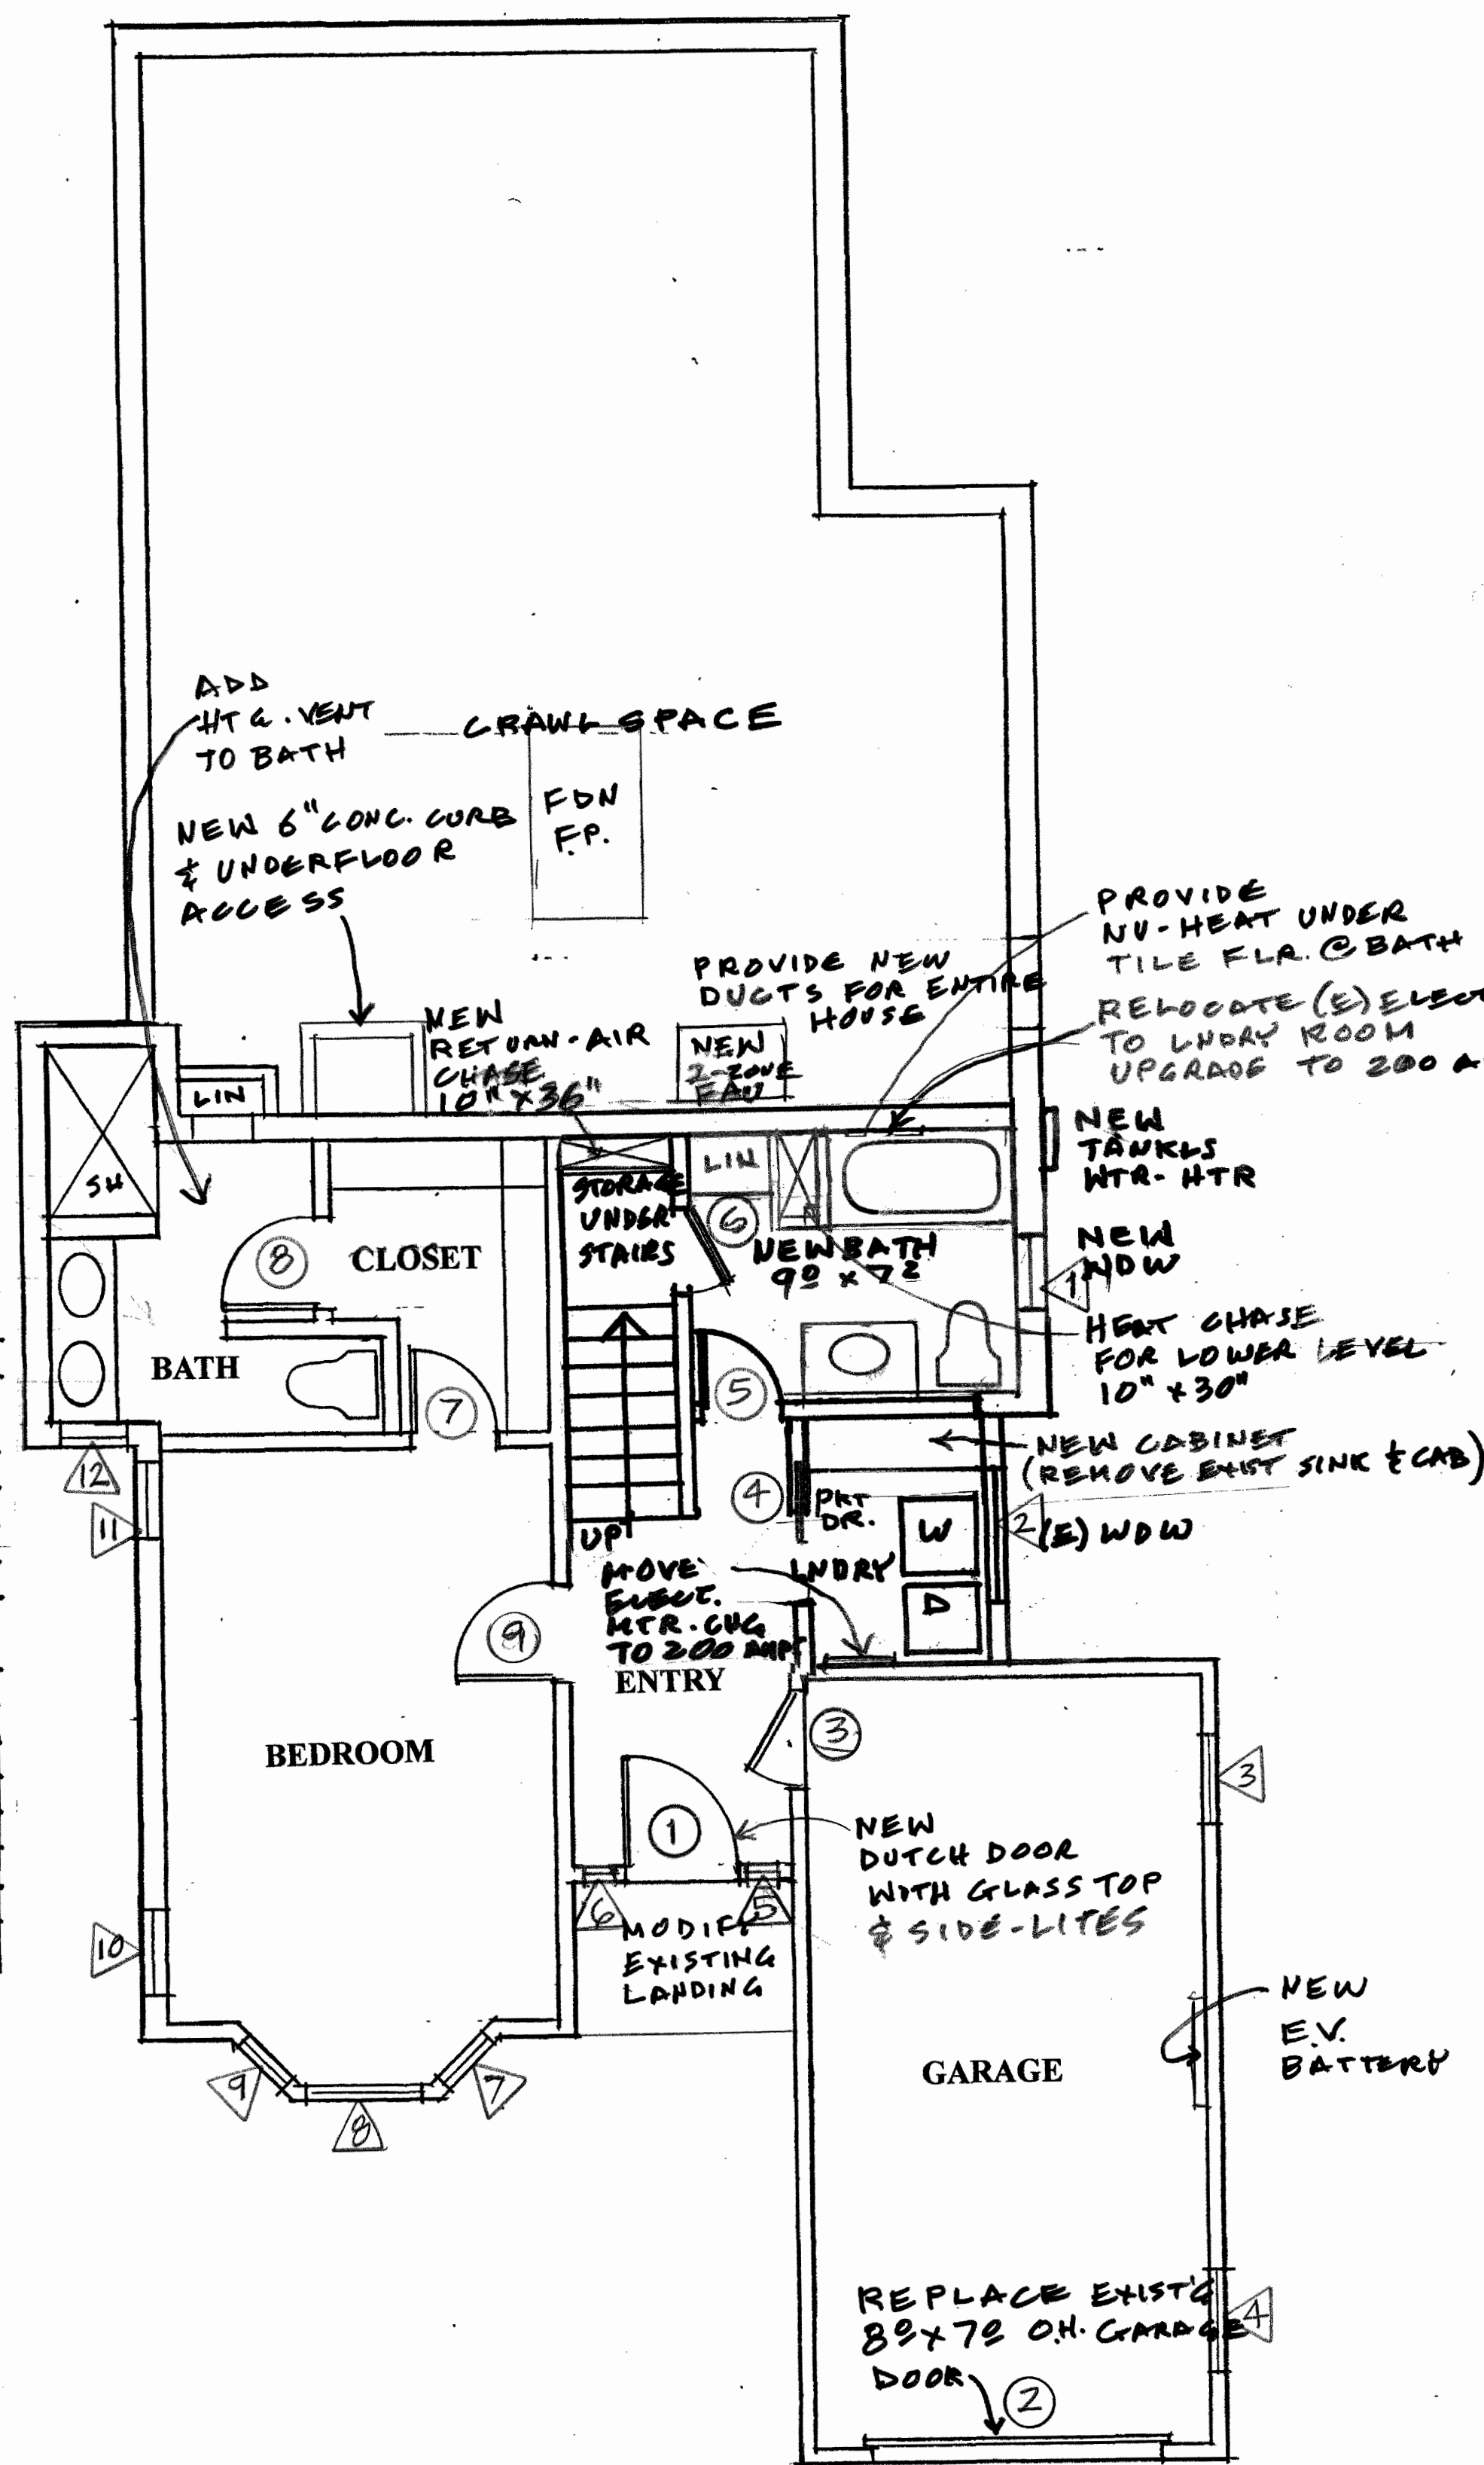 ADD
HTG. VENT
TO BATH
CRAWL SPACE
NEW 6" CONC. CURB
& UNDERFLOOR
ACCESS
FDN
F.P.
PROVIDE
NU-HEAT UNDER
TILE FLR. @ BATH
PROVIDE NEW
DUCTS FOR ENTIRE
HOUSE
RELOCATE (E) ELECT
TO LNDRY ROOM
UPGRADE TO 200 A
NEW
RETURN-AIR
CHASE
10" x 36"
NEW
2-ZONE
FAU
LIN
SH
NEW
TANKLS
WTR-HTR
STORAGE
UNDER
STAIRS
LIN
6
NEW BATH
9º x 7²
NEW
WDW
1
8
CLOSET
HEAT CHASE
FOR LOWER LEVEL
10" x 30"
BATH
7
5
NEW CABINET
(REMOVE EXIST SINK & CAB)
12
11
4
PKT
DR.
W
2
(E) WDW
UP
MOVE
ELECT.
MTR. CHG
TO 200 AMP
LNDRY
D
9
ENTRY
3
BEDROOM
3
1
NEW
DUTCH DOOR
WITH GLASS TOP
& SIDE-LITES
6
5
MODIFY
EXISTING
LANDING
10
NEW
E.V.
BATTERY
GARAGE
9
8
7
REPLACE EXIST'G
8º x 7º O.H. GARAGE
DOOR
2
4